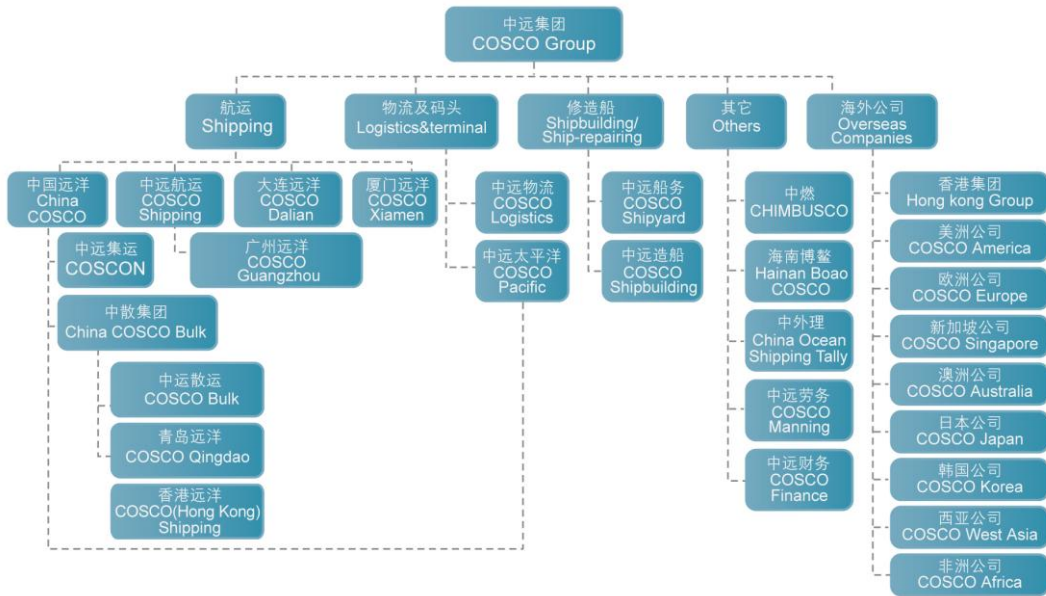 中远集团
COSCO Group
航运
Shipping
物流及码头
Logistics&terminal
修造船
Shipbuilding/
Ship-repairing
其它
Others
海外公司
Overseas
Companies
中国远洋
China
COSCO
中远航运
COSCO
Shipping
大连远洋
COSCO
Dalian
厦门远洋
COSCO
Xiamen
中远集运
COSCON
广州远洋
COSCO
Guangzhou
中散集团
China COSCO Bulk
中运散运
COSCO Bulk
青岛远洋
COSCO Qingdao
香港远洋
COSCO(Hong Kong)
Shipping
中远物流
COSCO
Logistics
中远太平洋
COSCO
Pacific
中远船务
COSCO
Shipyard
中远造船
COSCO
Shipbuilding
中燃
CHIMBUSCO
海南博鳌
Hainan Boao
COSCO
中外理
China Ocean
Shipping Tally
中远劳务
COSCO
Manning
中远财务
COSCO
Finance
香港集团
Hong kong Group
美洲公司
COSCO America
欧洲公司
COSCO Europe
新加坡公司
COSCO Singapore
澳洲公司
COSCO Australia
日本公司
COSCO Japan
韩国公司
COSCO Korea
西亚公司
COSCO West Asia
非洲公司
COSCO Africa